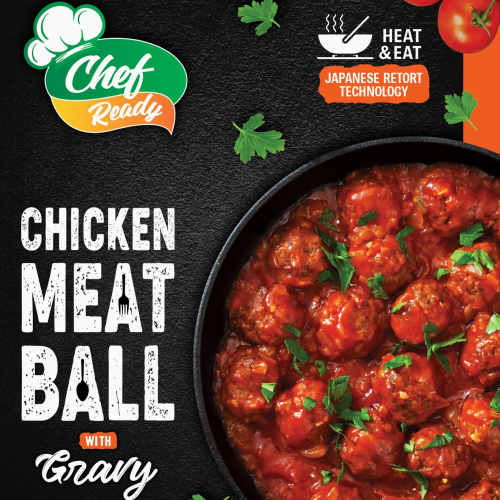 Chef
Ready
HEAT
& EAT
JAPANESE RETORT
TECHNOLOGY
CHICKEN
MEAT
BALL
WITH
Gravy